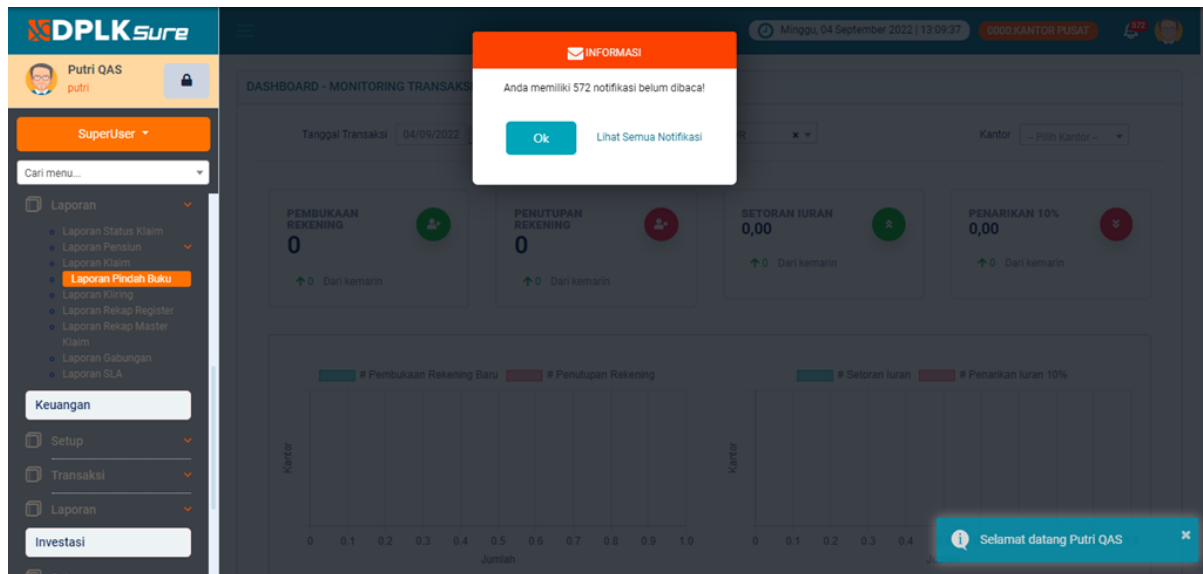 DPLKSure
Putri QAS
putri
SuperUser
Cari menu...
Laporan
Laporan Status Klaim
Laporan Pensiun
Laporan Klaim
Laporan Pindah Buku
Laporan Kliring
Laporan Rekap Register
Laporan Rekap Master
Klaim
Laporan Gabungan
Laporan SLA
Keuangan
Setup
Transaksi
Laporan
Investasi
Minggu, 04 September 2022 | 13:09:37
0000:KANTOR PUSAT
572
INFORMASI
Anda memiliki 572 notifikasi belum dibaca!
Ok
Lihat Semua Notifikasi
DASHBOARD - MONITORING TRANSAKS
Tanggal Transaksi
04/09/2022
Kantor
-- Pilih Kantor --
PEMBUKAAN
REKENING
0
0 Dari kemarin
PENUTUPAN
REKENING
0
0 Dari kemarin
SETORAN IURAN
0,00
0 Dari kemarin
PENARIKAN 10%
0,00
0 Dari kemarin
# Pembukaan Rekening Baru
# Penutupan Rekening
Kantor
0 0.1 0.2 0.3 0.4 0.5 0.6 0.7 0.8 0.9 1.0
Jumlah
# Setoran Iuran
# Penarikan Iuran 10%
Kantor
0 0.1 0.2 0.3 0.4
Selamat datang Putri QAS